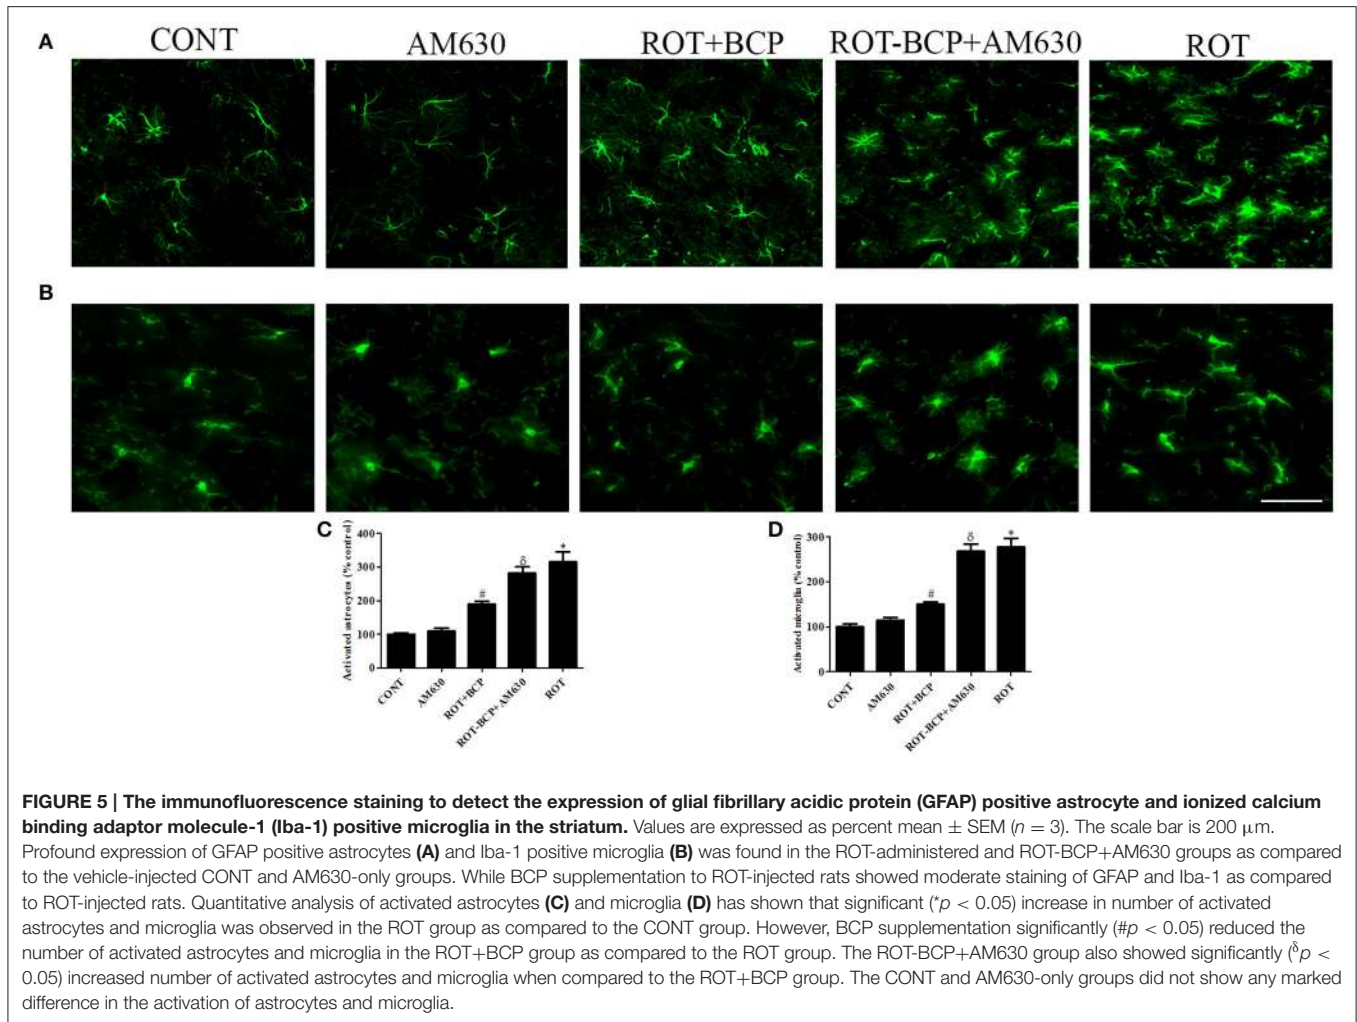 A
CONT
AM630
ROT+BCP
ROT-BCP+AM630
ROT
B
C
Activated astrocytes (% control)
400
300
200
100
0
#
δ
*
CONT
AM630
ROT+BCP
ROT-BCP+AM630
ROT
D
Activated microglia (% control)
300
200
100
0
#
δ
*
CONT
AM630
ROT+BCP
ROT-BCP+AM630
ROT
FIGURE 5 | The immunofluorescence staining to detect the expression of glial fibrillary acidic protein (GFAP) positive astrocyte and ionized calcium
binding adaptor molecule-1 (Iba-1) positive microglia in the striatum. Values are expressed as percent mean ± SEM (n = 3). The scale bar is 200 μm.
Profound expression of GFAP positive astrocytes (A) and Iba-1 positive microglia (B) was found in the ROT-administered and ROT-BCP+AM630 groups as compared
to the vehicle-injected CONT and AM630-only groups. While BCP supplementation to ROT-injected rats showed moderate staining of GFAP and Iba-1 as compared
to ROT-injected rats. Quantitative analysis of activated astrocytes (C) and microglia (D) has shown that significant (*p < 0.05) increase in number of activated
astrocytes and microglia was observed in the ROT group as compared to the CONT group. However, BCP supplementation significantly (#p < 0.05) reduced the
number of activated astrocytes and microglia in the ROT+BCP group as compared to the ROT group. The ROT-BCP+AM630 group also showed significantly (δp <
0.05) increased number of activated astrocytes and microglia when compared to the ROT+BCP group. The CONT and AM630-only groups did not show any marked
difference in the activation of astrocytes and microglia.